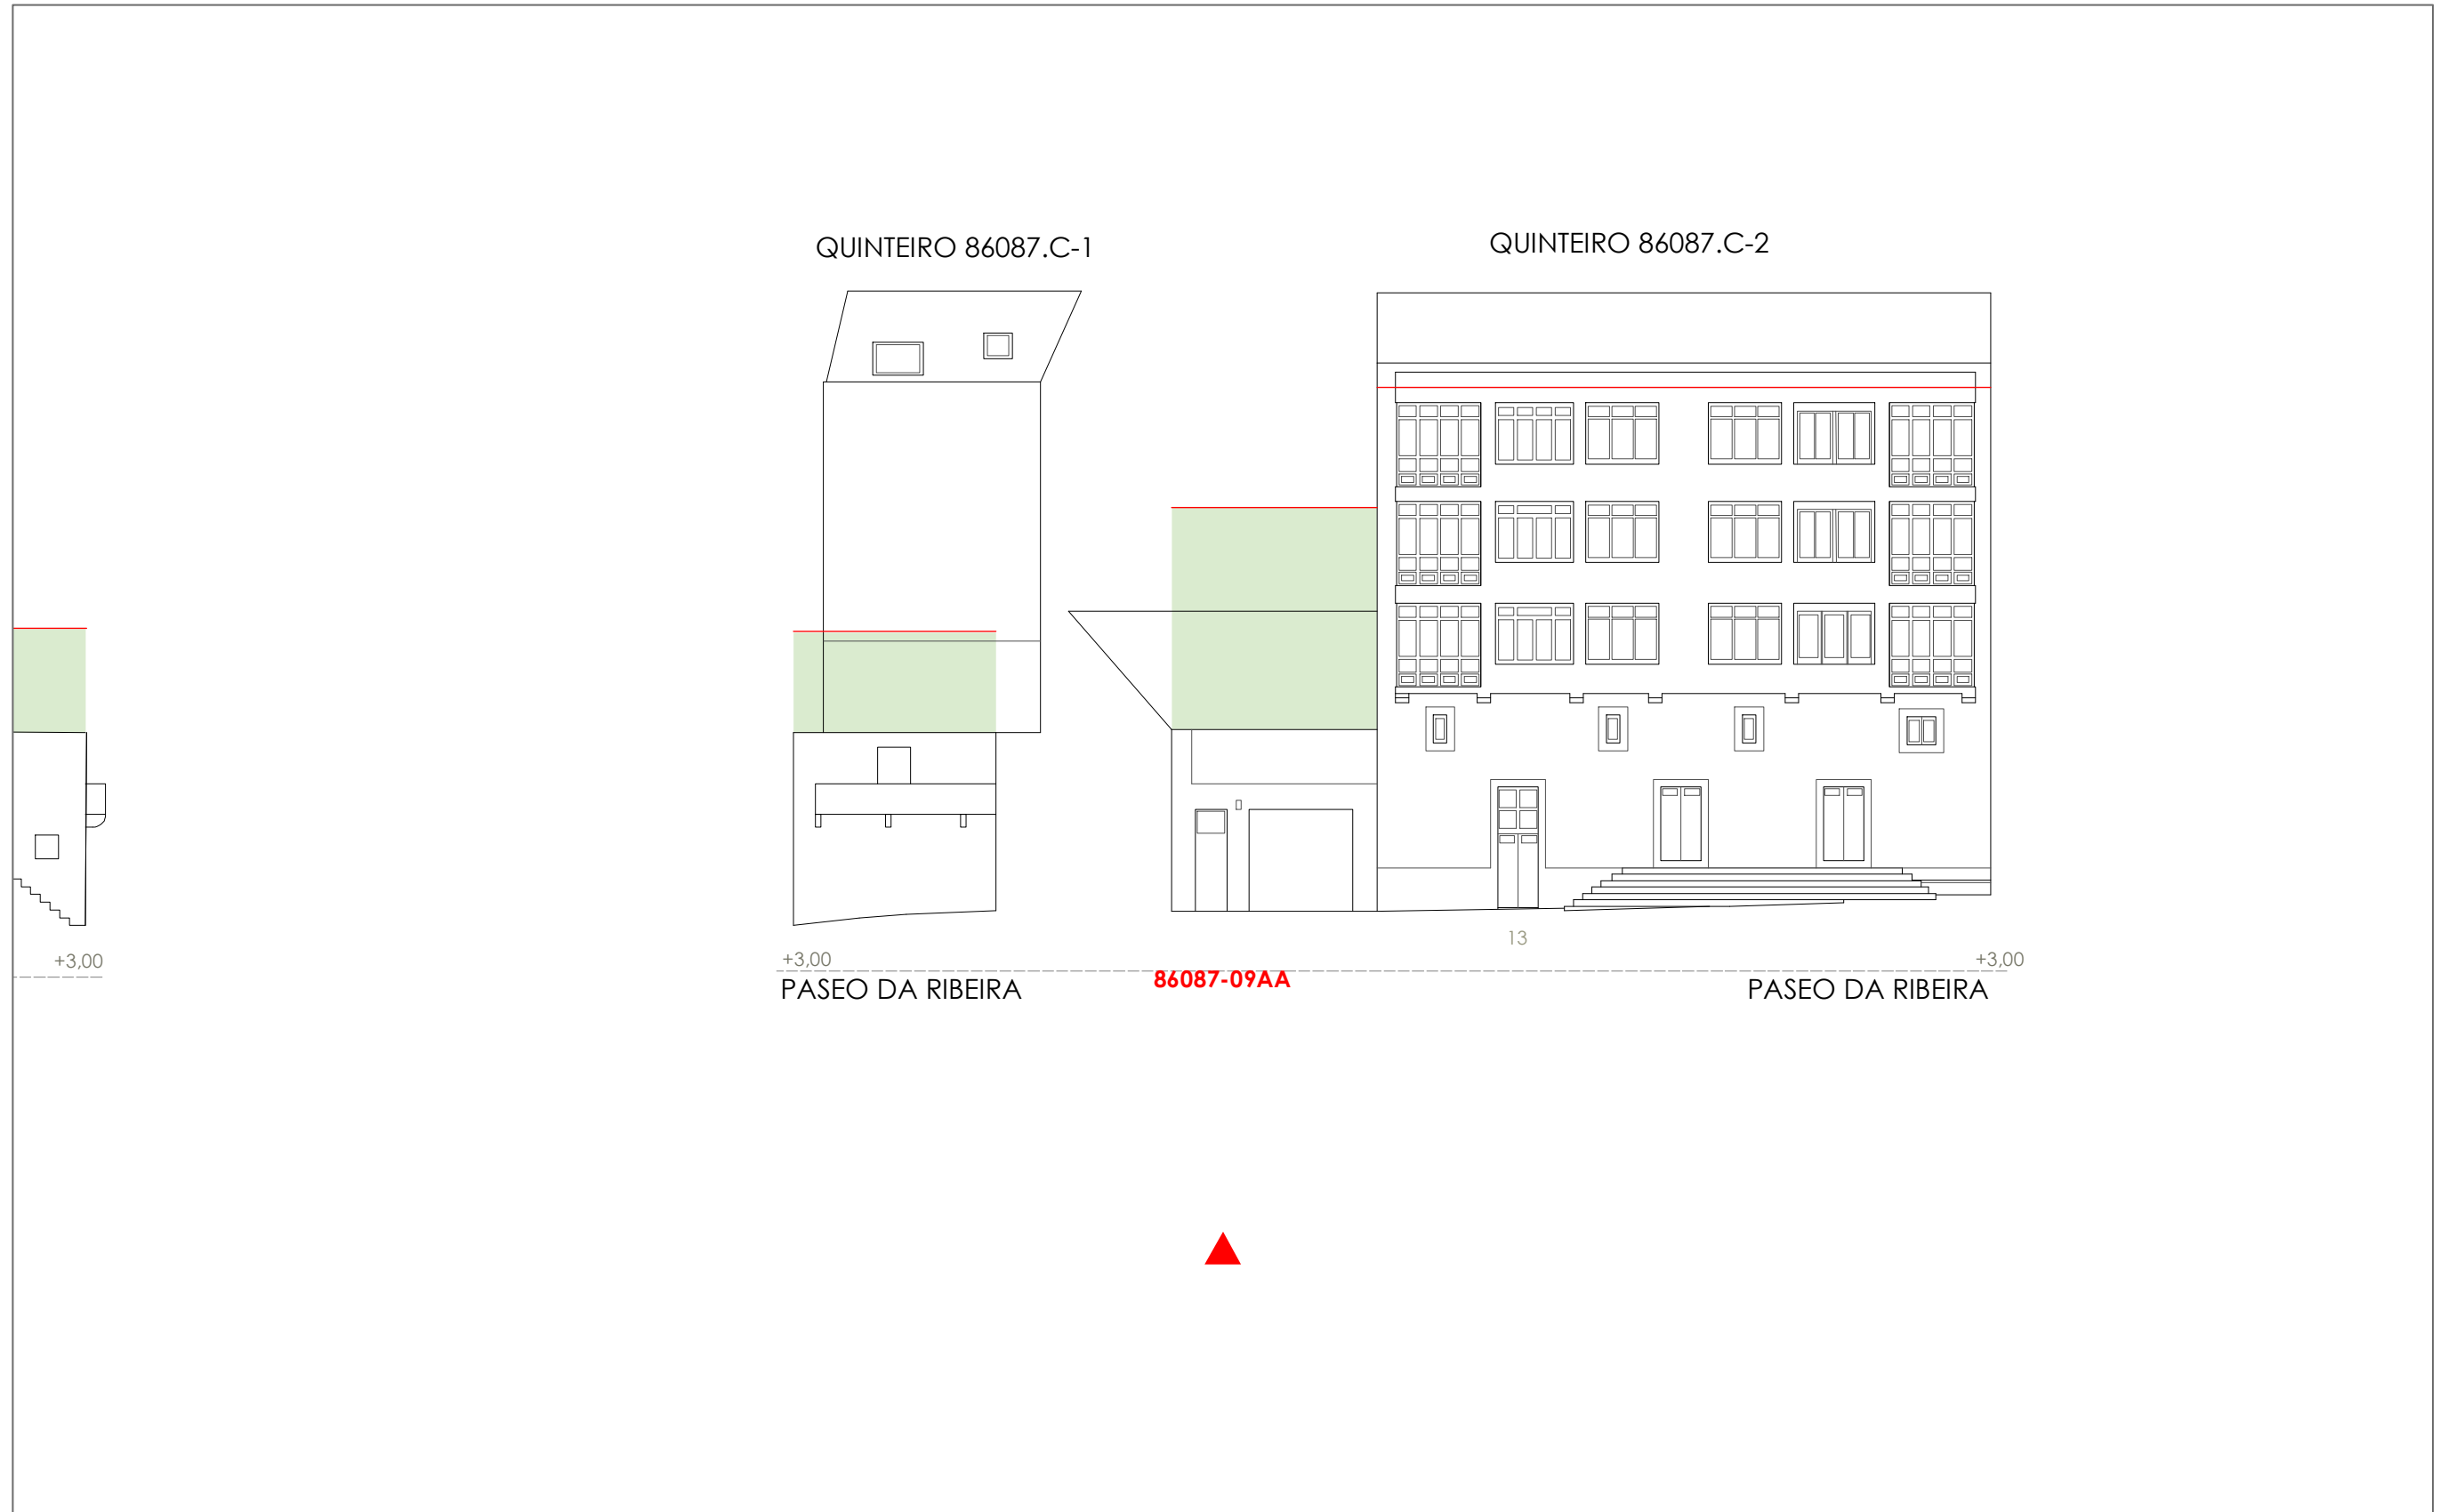 QUINTEIRO 86087.C-1
QUINTEIRO 86087.C-2
13
+3,00
+3,00
+3,00
PASEO DA RIBEIRA
86087-09AA
PASEO DA RIBEIRA